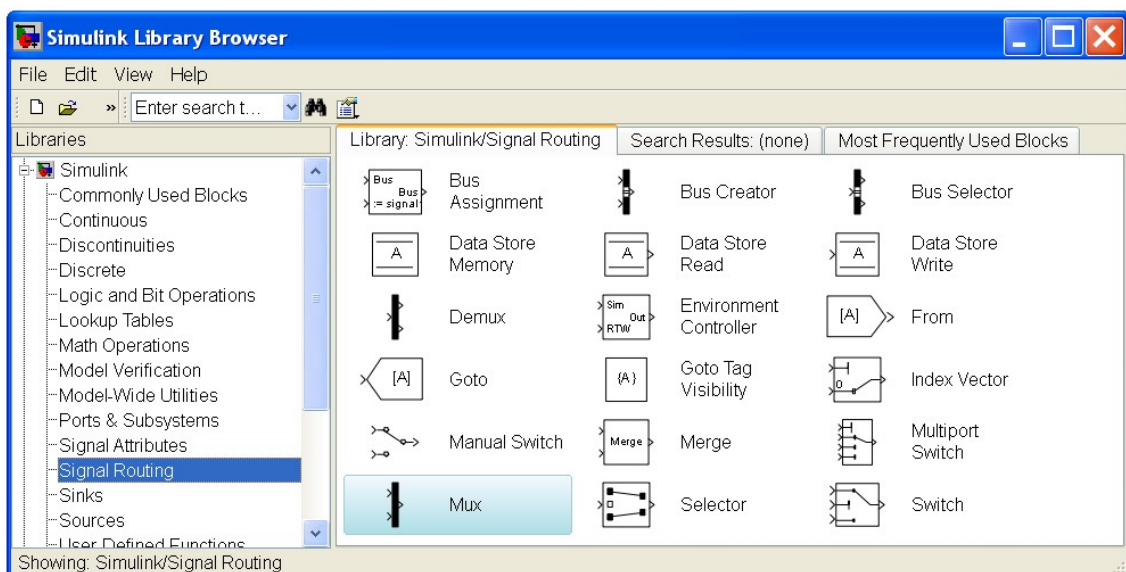 Simulink Library Browser
File Edit View Help
» Enter search t...
Libraries
Library: Simulink/Signal Routing Search Results: (none) Most Frequently Used Blocks
Simulink
Commonly Used Blocks
Continuous
Discontinuities
Discrete
Logic and Bit Operations
Lookup Tables
Math Operations
Model Verification
Model-Wide Utilities
Ports & Subsystems
Signal Attributes
Signal Routing
Sinks
Sources
User Defined Functions
Bus
Bus
:= signal
Bus
Assignment
Bus Creator
Bus Selector
A
Data Store
Memory
A
Data Store
Read
A
Data Store
Write
Demux
Sim
Out
RTW
Environment
Controller
[A]
From
[A]
Goto
{A}
Goto Tag
Visibility
0
Index Vector
Manual Switch
Merge
Merge
Multiport
Switch
Mux
Selector
Switch
Showing: Simulink/Signal Routing